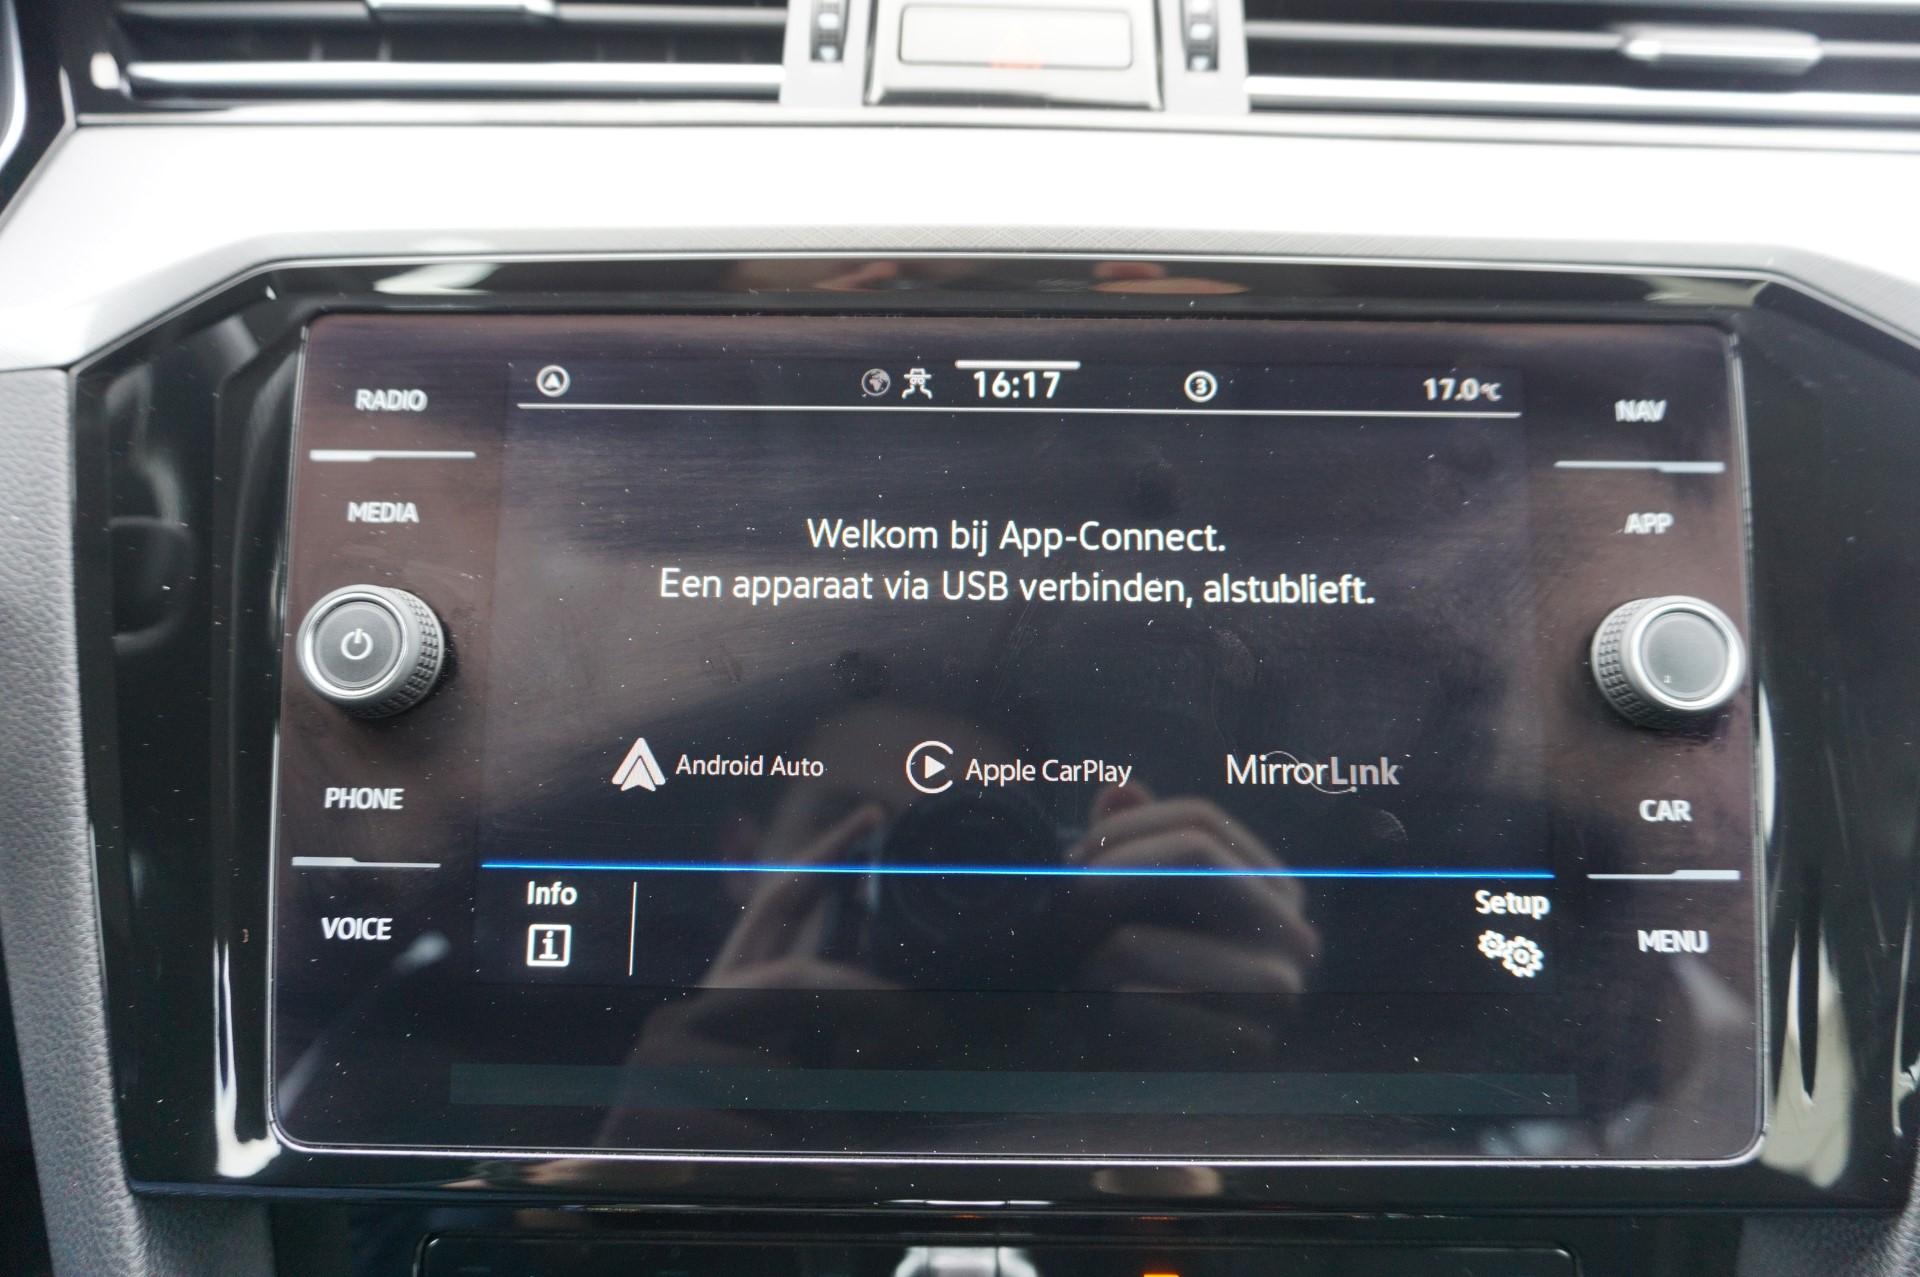 RADIO
MEDIA
PHONE
VOICE
16:17
3
17.0°C
Welkom bij App-Connect.
Een apparaat via USB verbinden, alstublieft.
Android Auto
Apple CarPlay
MirrorLink
Info
i
Setup
NAV
APP
CAR
MENU